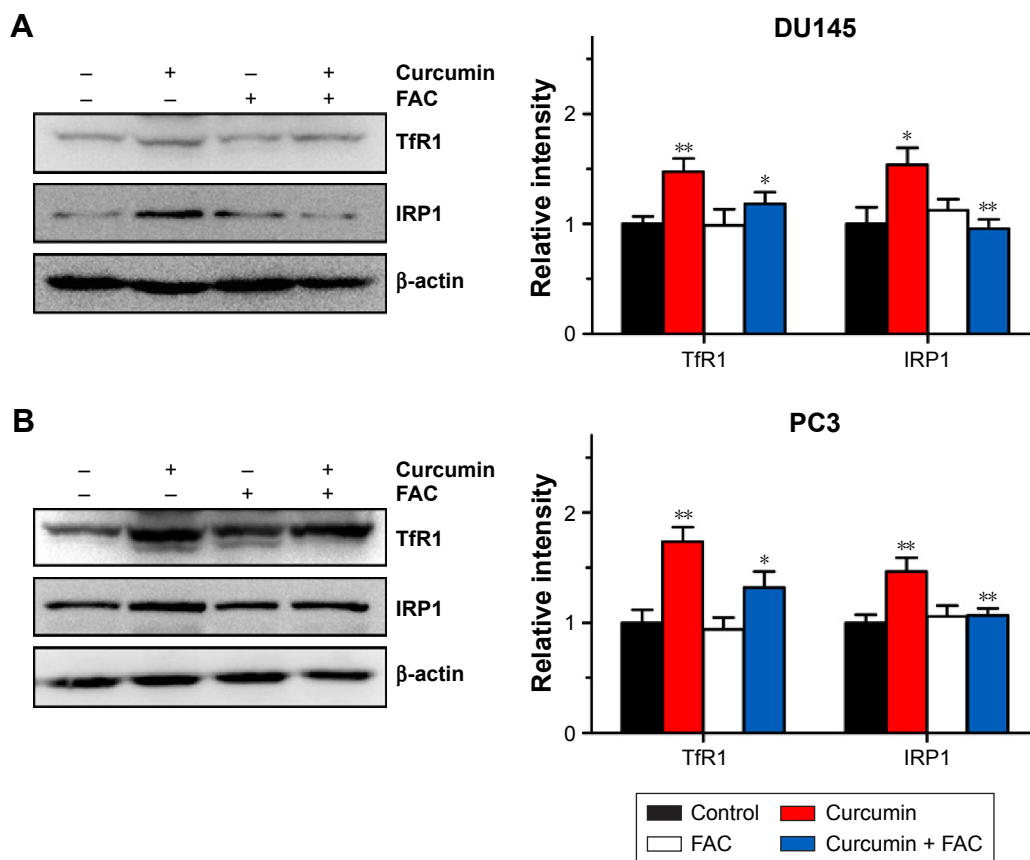 A
– + – + Curcumin
– – + + FAC
TfR1
IRP1
β-actin
DU145
Relative intensity
2
1
0
** * * **
TfR1 IRP1
B
– + – + Curcumin
– – + + FAC
TfR1
IRP1
β-actin
PC3
Relative intensity
2
1
0
** * ** **
TfR1 IRP1
Control Curcumin
FAC Curcumin + FAC